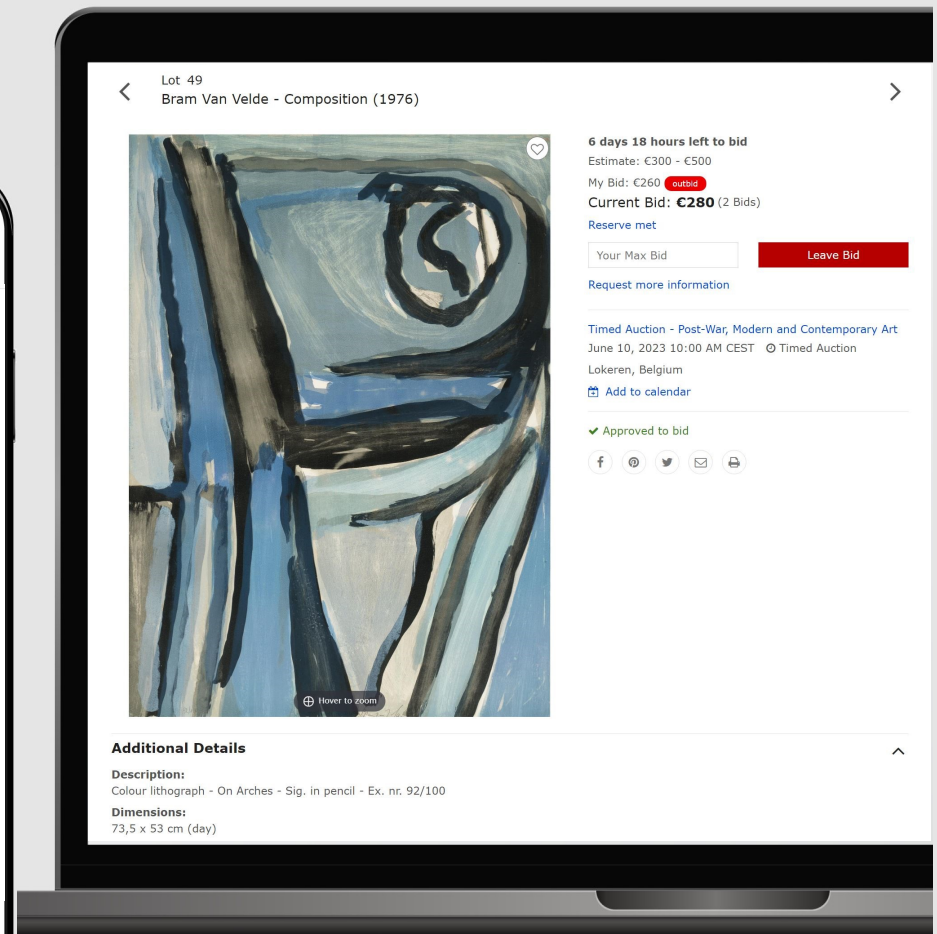 Lot 49
Bram Van Velde - Composition (1976)
6 days 18 hours left to bid
Estimate: €300 - €500
My Bid: €260 outbid
Current Bid: €280 (2 Bids)
Reserve met
Your Max Bid
Leave Bid
Request more information
Timed Auction - Post-War, Modern and Contemporary Art
June 10, 2023 10:00 AM CEST Timed Auction
Lokeren, Belgium
Add to calendar
Approved to bid
Hover to zoom
Additional Details
Description:
Colour lithograph - On Arches - Sig. in pencil - Ex. nr. 92/100
Dimensions:
73,5 x 53 cm (day)